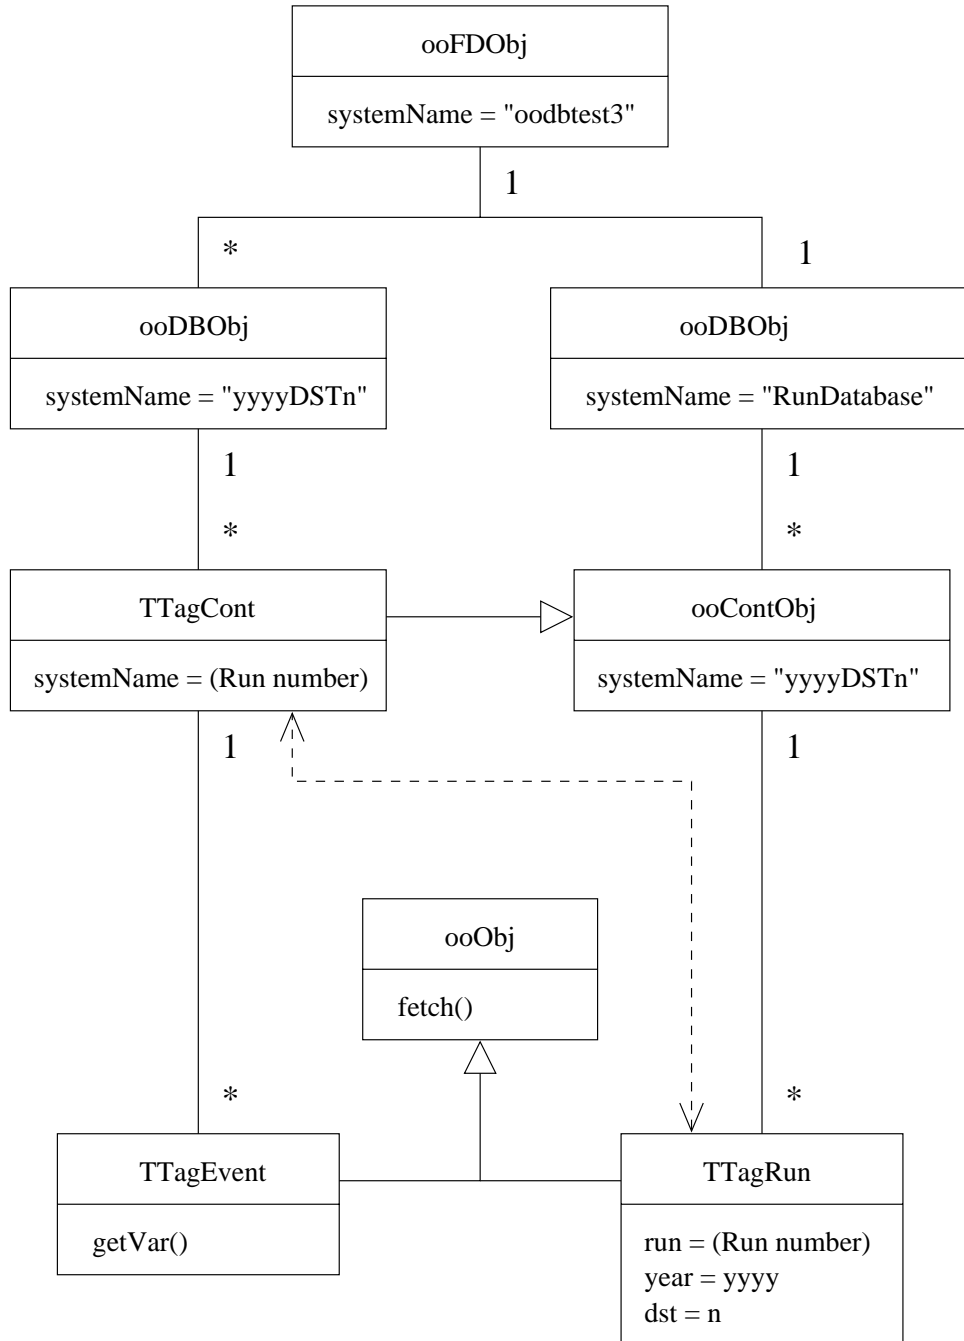 ooFDObj
systemName = "oodbtest3"
1
* 1
ooDBObj ooDBObj
systemName = "yyyyDSTn" systemName = "RunDatabase"
1 1
* *
TTagCont ooContObj
systemName = (Run number) systemName = "yyyyDSTn"
1 1
ooObj
fetch()
* *
TTagEvent TTagRun
getVar() run = (Run number)
year = yyyy
dst = n